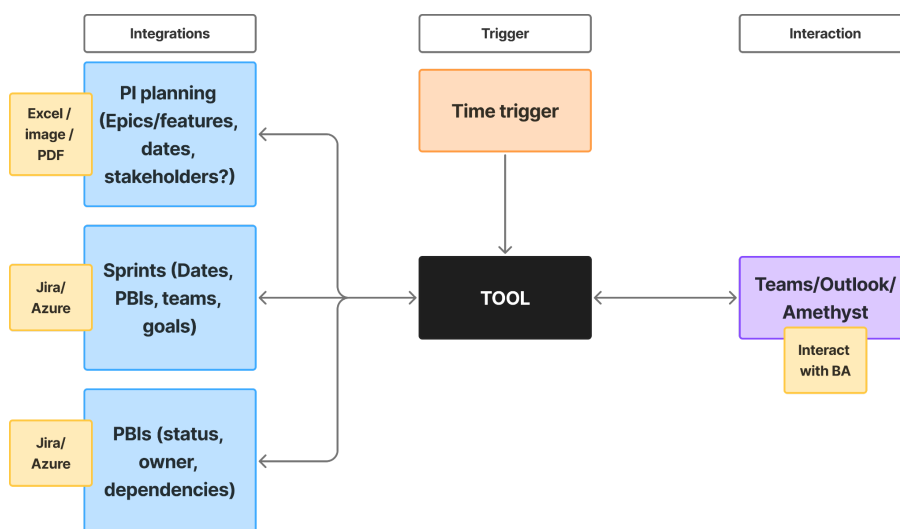 Integrations
Trigger
Interaction
Excel /
image /
PDF
PI planning
(Epics/features,
dates,
stakeholders?)
Time trigger
Jira/
Azure
Sprints (Dates,
PBIs, teams,
goals)
TOOL
Teams/Outlook/
Amethyst
Interact
with BA
Jira/
Azure
PBIs (status,
owner,
dependencies)